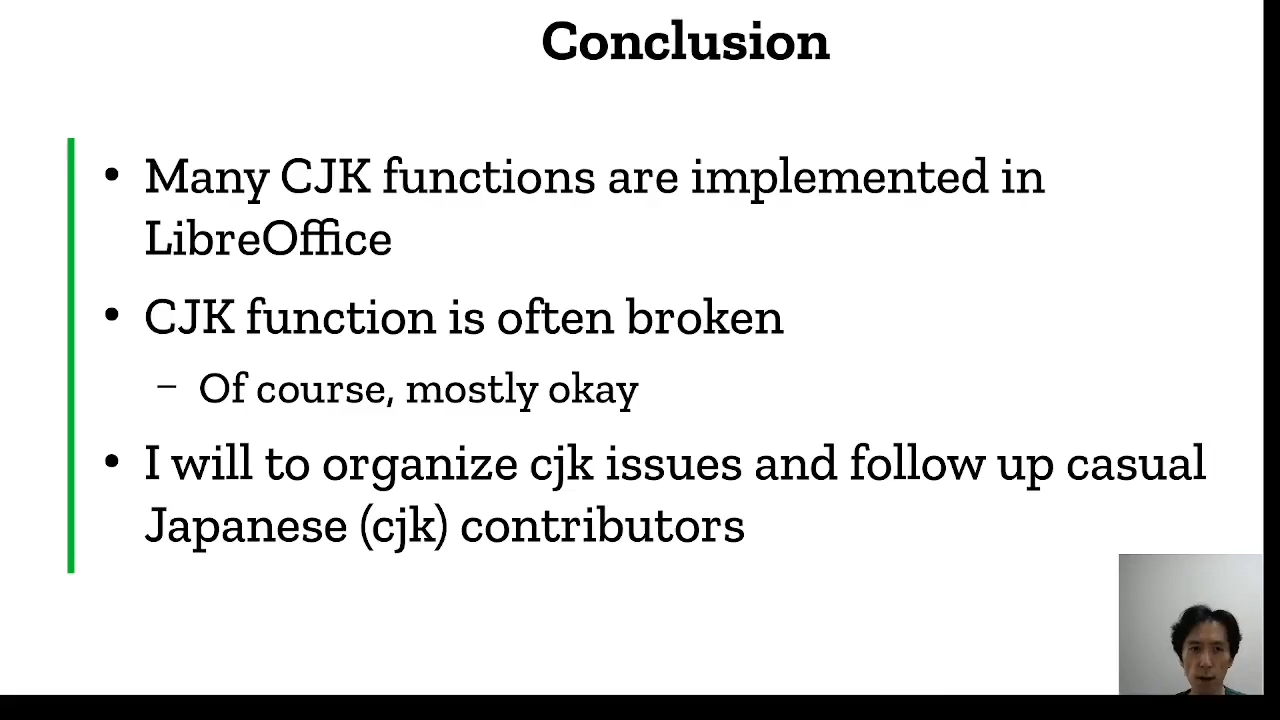 Conclusion
• Many CJK functions are implemented in
LibreOffice
• CJK function is often broken
– Of course, mostly okay
• I will to organize cjk issues and follow up casual
Japanese (cjk) contributors